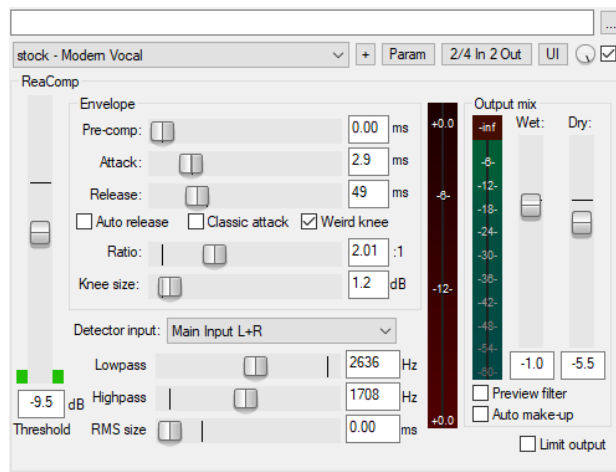 ...
stock - Modern Vocal + Param 2/4 In 2 Out UI
ReaComp
Envelope
Pre-comp: 0.00 ms
Attack: 2.9 ms
Release: 49 ms
Auto release Classic attack Weird knee
Ratio: 2.01 :1
Knee size: 1.2 dB
Detector input: Main Input L+R
Lowpass 2636 Hz
Highpass 1708 Hz
RMS size 0.00 ms
-9.5 dB
Threshold
+0.0
-6-
-12-
+0.0
Output mix
-inf
-6-
-12-
-18-
-24-
-30-
-36-
-42-
-48-
-54-
-60-
Wet: Dry:
-1.0 -5.5
Preview filter
Auto make-up
Limit output